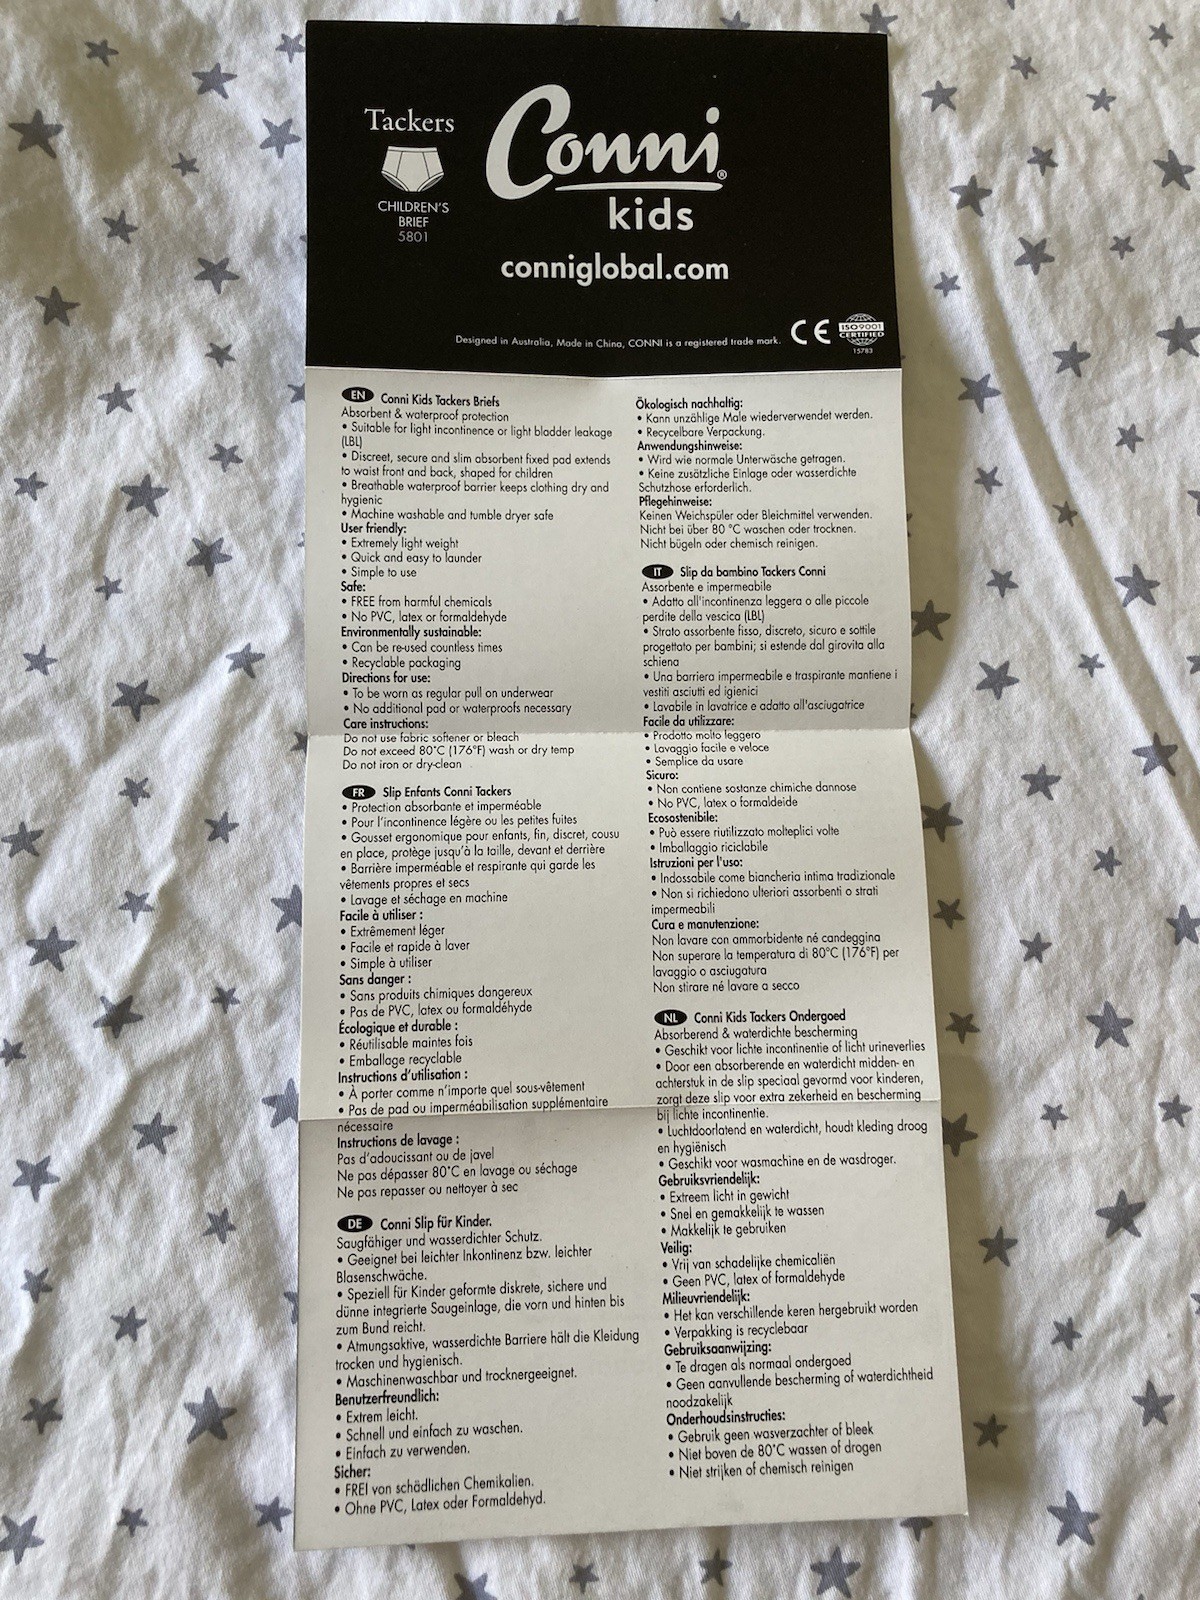 Tackers
CHILDREN'S
BRIEF
5801
Conni®
kids
conniglobal.com
Designed in Australia, Made in China, CONNI is a registered trade mark.
CE
ISO9001
CERTIFIED
15783
EN Conni Kids Tackers Briefs
Absorbent & waterproof protection
• Suitable for light incontinence or light bladder leakage
(LBL)
• Discreet, secure and slim absorbent fixed pad extends
to waist front and back, shaped for children
• Breathable waterproof barrier keeps clothing dry and
hygienic
• Machine washable and tumble dryer safe
User friendly:
• Extremely light weight
• Quick and easy to launder
• Simple to use
Safe:
• FREE from harmful chemicals
• No PVC, latex or formaldehyde
Environmentally sustainable:
• Can be re-used countless times
• Recyclable packaging
Directions for use:
• To be worn as regular pull on underwear
• No additional pad or waterproofs necessary
Care instructions:
Do not use fabric softener or bleach
Do not exceed 80°C (176°F) wash or dry temp
Do not iron or dry-clean
FR Slip Enfants Conni Tackers
• Protection absorbante et imperméable
• Pour l'incontinence légère ou les petites fuites
• Gousset ergonomique pour enfants, fin, discret, cousu
en place, protège jusqu'à la taille, devant et derrière
• Barrière imperméable et respirante qui garde les
vêtements propres et secs
• Lavage et séchage en machine
Facile à utiliser :
• Extrêmement léger
• Facile et rapide à laver
• Simple à utiliser
Sans danger :
• Sans produits chimiques dangereux
• Pas de PVC, latex ou formaldéhyde
Écologique et durable :
• Réutilisable maintes fois
• Emballage recyclable
Instructions d'utilisation :
• À porter comme n'importe quel sous-vêtement
• Pas de pad ou imperméabilisation supplémentaire
nécessaire
Instructions de lavage :
Pas d'adoucissant ou de javel
Ne pas dépasser 80°C en lavage ou séchage
Ne pas repasser ou nettoyer à sec
DE Conni Slip für Kinder.
Saugfähiger und wasserdichter Schutz.
• Geeignet bei leichter Inkontinenz bzw. leichter
Blasenschwäche.
• Speziell für Kinder geformte diskrete, sichere und
dünne integrierte Saugeinlage, die vorn und hinten bis
zum Bund reicht.
• Atmungsaktive, wasserdichte Barriere hält die Kleidung
trocken und hygienisch.
• Maschinenwaschbar und trocknergeeignet.
Benutzerfreundlich:
• Extrem leicht.
• Schnell und einfach zu waschen.
• Einfach zu verwenden.
Sicher:
• FREI von schädlichen Chemikalien.
• Ohne PVC, Latex oder Formaldehyd.
Ökologisch nachhaltig:
• Kann unzählige Male wiederverwendet werden.
• Recycelbare Verpackung.
Anwendungshinweise:
• Wird wie normale Unterwäsche getragen.
• Keine zusätzliche Einlage oder wasserdichte
Schutzhose erforderlich.
Pflegehinweise:
Keinen Weichspüler oder Bleichmittel verwenden.
Nicht bei über 80 °C waschen oder trocknen.
Nicht bügeln oder chemisch reinigen.
IT Slip da bambino Tackers Conni
Assorbente e impermeabile
• Adatto all'incontinenza leggera o alle piccole
perdite della vescica (LBL)
• Strato assorbente fisso, discreto, sicuro e sottile
progettato per bambini; si estende dal girovita alla
schiena
• Una barriera impermeabile e traspirante mantiene i
vestiti asciutti ed igienici
• Lavabile in lavatrice e adatto all'asciugatrice
Facile da utilizzare:
• Prodotto molto leggero
• Lavaggio facile e veloce
• Semplice da usare
Sicuro:
• Non contiene sostanze chimiche dannose
• No PVC, latex o formaldeide
Ecosostenibile:
• Può essere riutilizzato molteplici volte
• Imballaggio riciclabile
Istruzioni per l'uso:
• Indossabile come biancheria intima tradizionale
• Non si richiedono ulteriori assorbenti o strati
impermeabili
Cura e manutenzione:
Non lavare con ammorbidente né candeggina
Non superare la temperatura di 80°C (176°F) per
lavaggio o asciugatura
Non stirare né lavare a secco
NL Conni Kids Tackers Ondergoed
Absorberend & waterdichte bescherming
• Geschikt voor lichte incontinentie of licht urineverlies
• Door een absorberende en waterdicht midden- en
achterstuk in de slip speciaal gevormd voor kinderen,
zorgt deze slip voor extra zekerheid en bescherming
bij lichte incontinentie.
• Luchtdoorlatend en waterdicht, houdt kleding droog
en hygiënisch
• Geschikt voor wasmachine en de wasdroger.
Gebruiksvriendelijk:
• Extreem licht in gewicht
• Snel en gemakkelijk te wassen
• Makkelijk te gebruiken
Veilig:
• Vrij van schadelijke chemicaliën
• Geen PVC, latex of formaldehyde
Milieuvriendelijk:
• Het kan verschillende keren hergebruikt worden
• Verpakking is recyclebaar
Gebruiksaanwijzing:
• Te dragen als normaal ondergoed
• Geen aanvullende bescherming of waterdichtheid
noodzakelijk
Onderhoudsinstructies:
• Gebruik geen wasverzachter of bleek
• Niet boven de 80°C wassen of drogen
• Niet strijken of chemisch reinigen